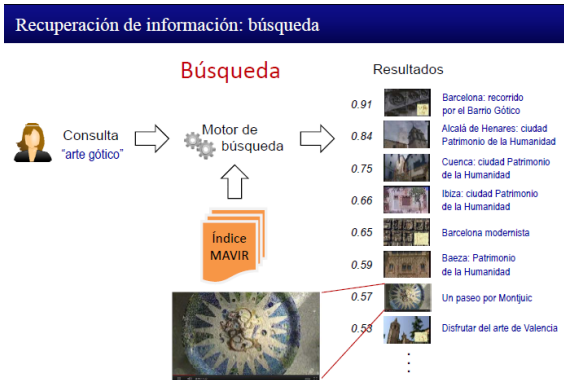 Recuperación de información: búsqueda
Búsqueda
Resultados
Consulta
“arte gótico”
Motor de
búsqueda
Índice
MAVIR
0.91
Barcelona: recorrido
por el Barrio Gótico
0.84
Alcalá de Henares: ciudad
Patrimonio de la Humanidad
0.75
Cuenca: ciudad Patrimonio
de la Humanidad
0.66
Ibiza: ciudad Patrimonio
de la Humanidad
0.65
Barcelona modernista
0.59
Baeza: Patrimonio
de la Humanidad
0.57
Un paseo por Montjuic
0.53
Disfrutar del arte de Valencia